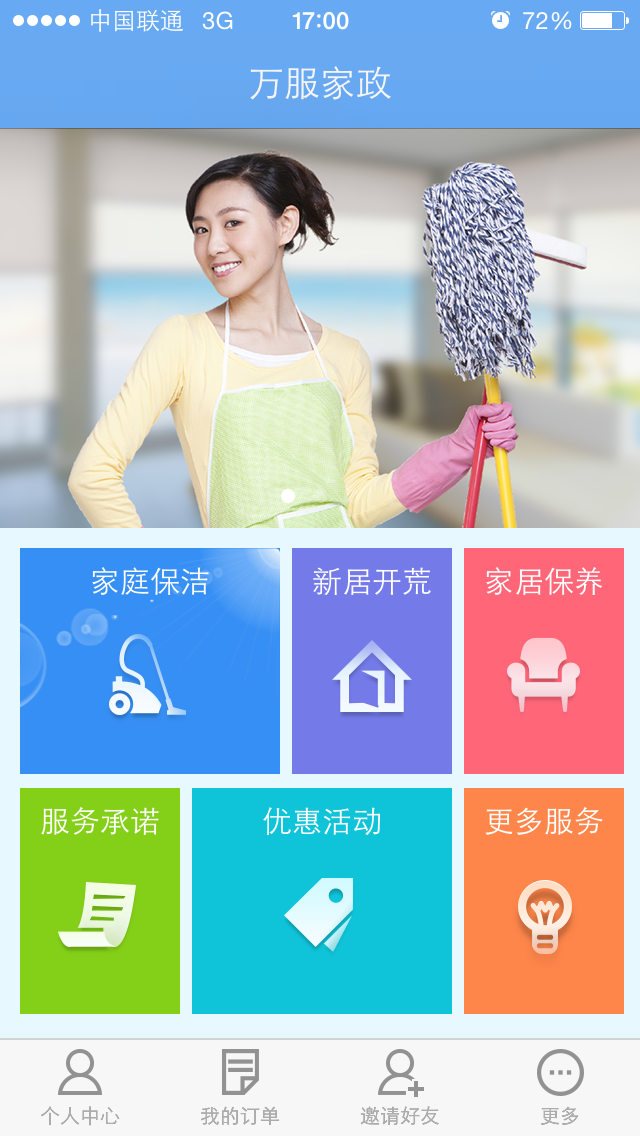 中国联通 3G 17:00 72%
万服家政
家庭保洁 新居开荒 家居保养
服务承诺 优惠活动 更多服务
个人中心 我的订单 邀请好友 更多